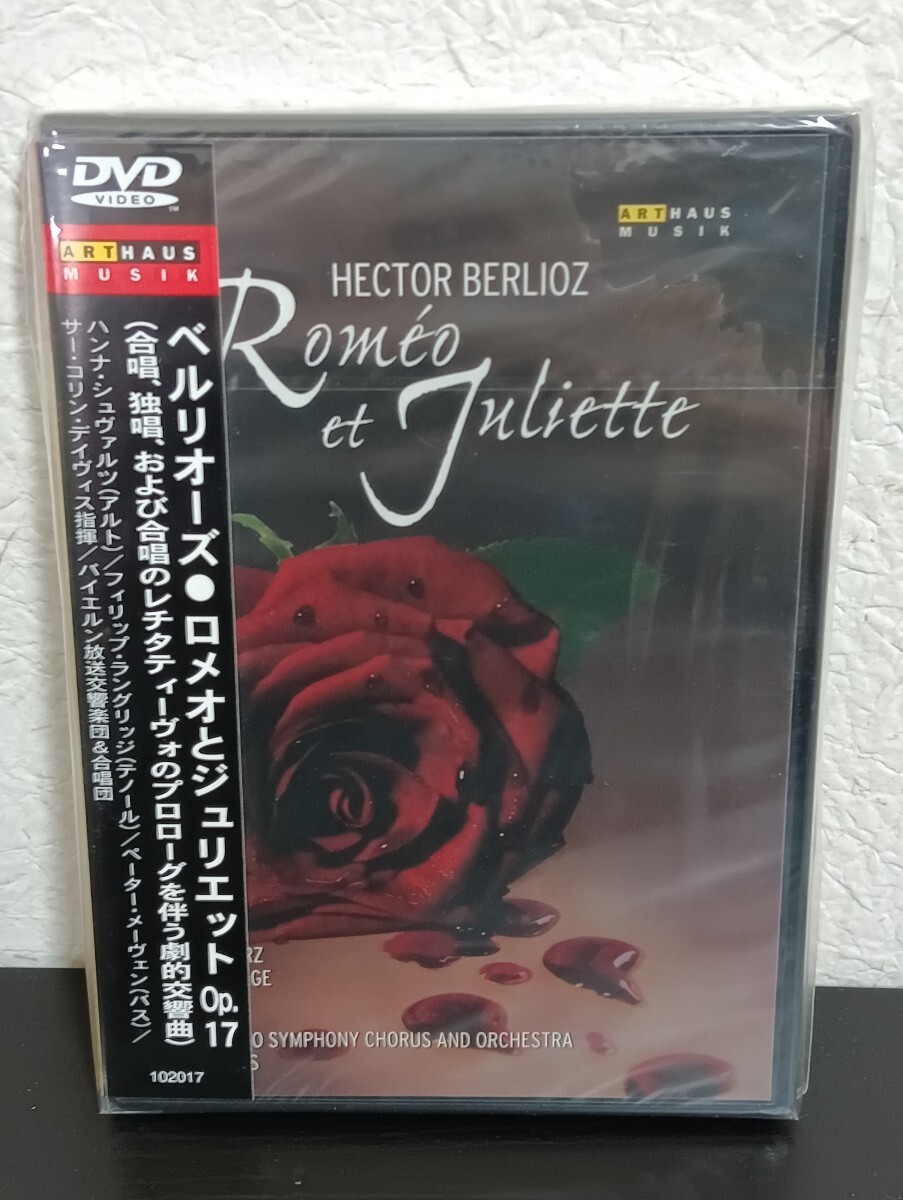 DVD
VIDEO
TM
ARTHAUS
MUSIK
ベルリオーズ●ロメオとジュリエット Op.17
(合唱、独唱、および合唱のレチタティーヴォのプロローグを伴う劇的交響曲)
ハンナ・シュヴァルツ(アルト)/フィリップ・ラングリッジ(テノール)/ペーター・メーヴェン(バス)/
サー・コリン・デイヴィス指揮/バイエルン放送交響楽団&合唱団
102017
ARTHAUS
MUSIK
HECTOR BERLIOZ
Roméo
et Juliette
RZ
GE
O SYMPHONY CHORUS AND ORCHESTRA
S